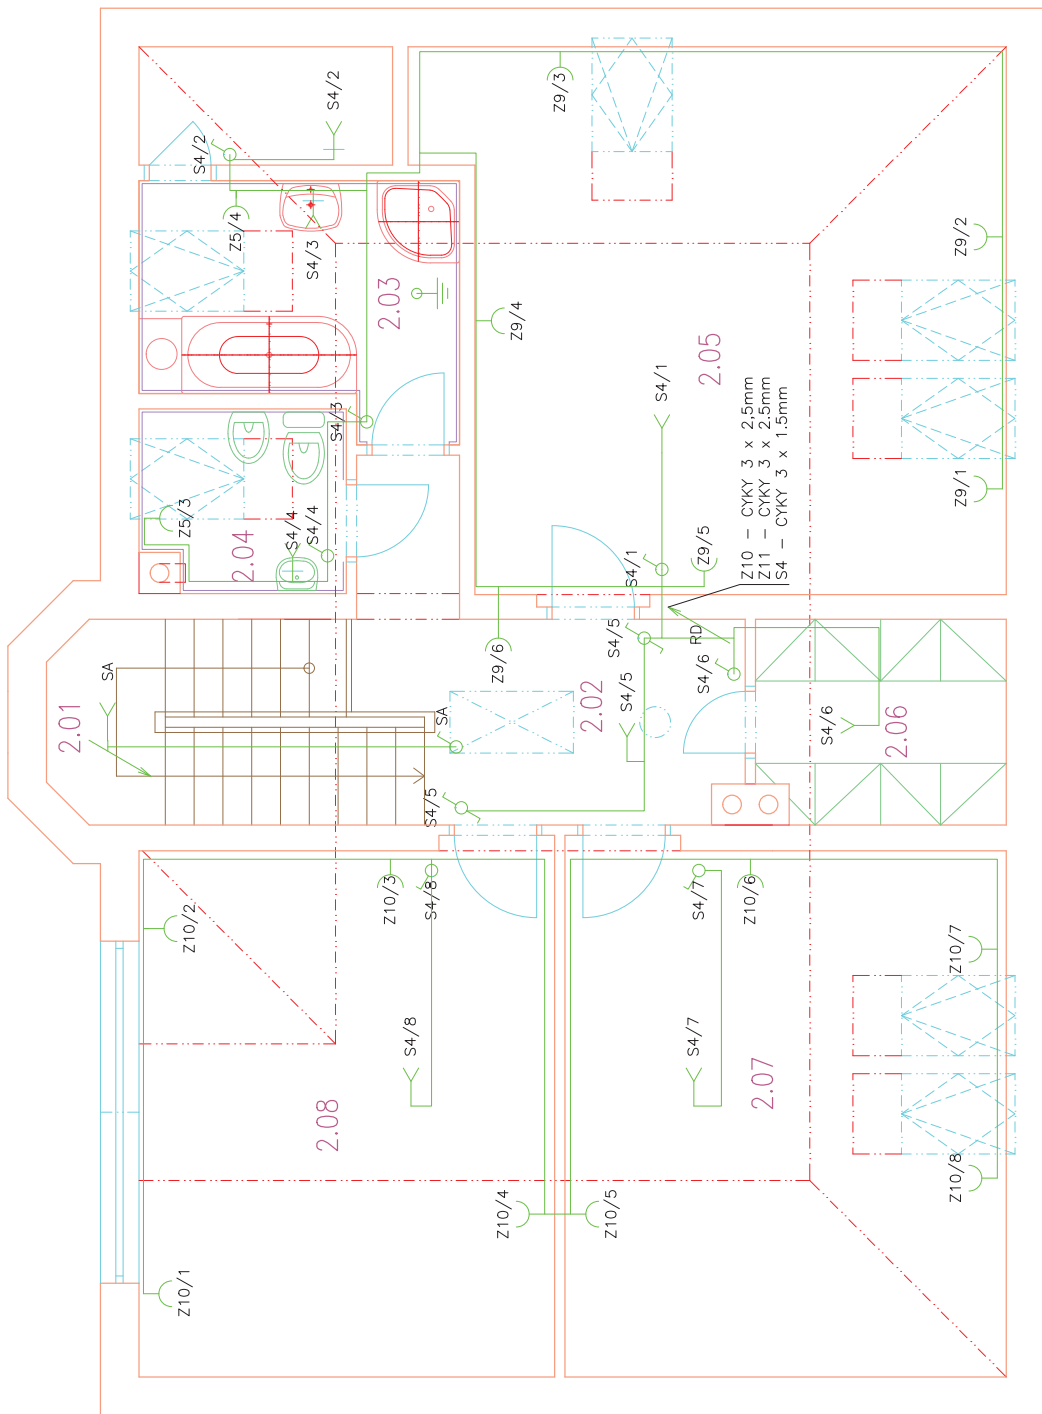 S4/2
S4/2
Z9/3
Z5/4
S4/3
Z9/2
2.03
Z9/4
2.05
S4/1
S4/3
Z10 - CYKY 3 x 2,5mm
Z11 - CYKY 3 x 2.5mm
S4 - CYKY 3 x 1.5mm
Z9/1
Z5/3
S4/4
S4/4
2.04
S4/1
Z9/5
RD
S4/5
Z9/6
S4/6
SA
S4/5
2.02
SA
2.01
S4/6
2.06
S4/5
Z10/3
S4/8
S4/7
Z10/6
Z10/2
Z10/7
S4/8
S4/7
2.07
2.08
Z10/8
Z10/4
Z10/5
Z10/1